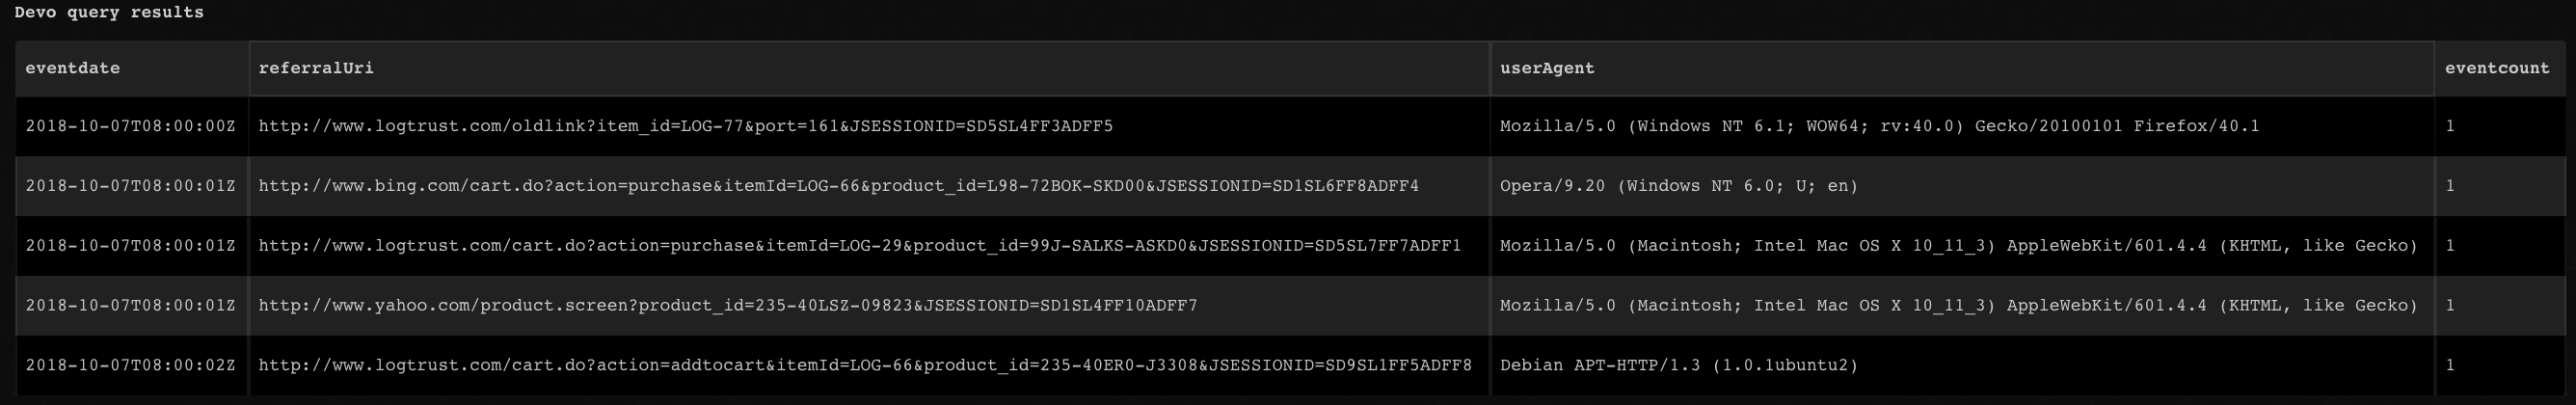 Devo query results
eventdate referralUri userAgent eventcount
2018-10-07T08:00:00Z http://www.logtrust.com/oldlink?item_id=LOG-77&port=161&JSESSIONID=SD5SL4FF3ADFF5 Mozilla/5.0 (Windows NT 6.1; WOW64; rv:40.0) Gecko/20100101 Firefox/40.1 1
2018-10-07T08:00:01Z http://www.bing.com/cart.do?action=purchase&itemId=LOG-66&product_id=L98-72BOK-SKD00&JSESSIONID=SD1SL6FF8ADFF4 Opera/9.20 (Windows NT 6.0; U; en) 1
2018-10-07T08:00:01Z http://www.logtrust.com/cart.do?action=purchase&itemId=LOG-29&product_id=99J-SALKS-ASKD0&JSESSIONID=SD5SL7FF7ADFF1 Mozilla/5.0 (Macintosh; Intel Mac OS X 10_11_3) AppleWebKit/601.4.4 (KHTML, like Gecko) 1
2018-10-07T08:00:01Z http://www.yahoo.com/product.screen?product_id=235-40LSZ-09823&JSESSIONID=SD1SL4FF10ADFF7 Mozilla/5.0 (Macintosh; Intel Mac OS X 10_11_3) AppleWebKit/601.4.4 (KHTML, like Gecko) 1
2018-10-07T08:00:02Z http://www.logtrust.com/cart.do?action=addtocart&itemId=LOG-66&product_id=235-40ER0-J3308&JSESSIONID=SD9SL1FF5ADFF8 Debian APT-HTTP/1.3 (1.0.1ubuntu2) 1